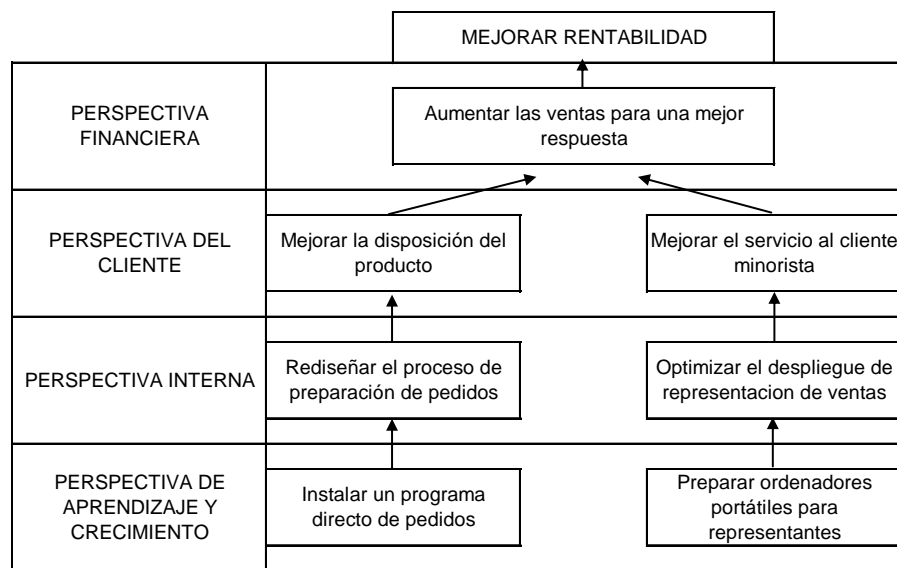 MEJORAR RENTABILIDAD
PERSPECTIVA
FINANCIERA
Aumentar las ventas para una mejor
respuesta
PERSPECTIVA DEL
CLIENTE
Mejorar la disposición del
producto
Mejorar el servicio al cliente
minorista
PERSPECTIVA INTERNA
Rediseñar el proceso de
preparación de pedidos
Optimizar el despliegue de
representacion de ventas
PERSPECTIVA DE
APRENDIZAJE Y
CRECIMIENTO
Instalar un programa
directo de pedidos
Preparar ordenadores
portátiles para
representantes